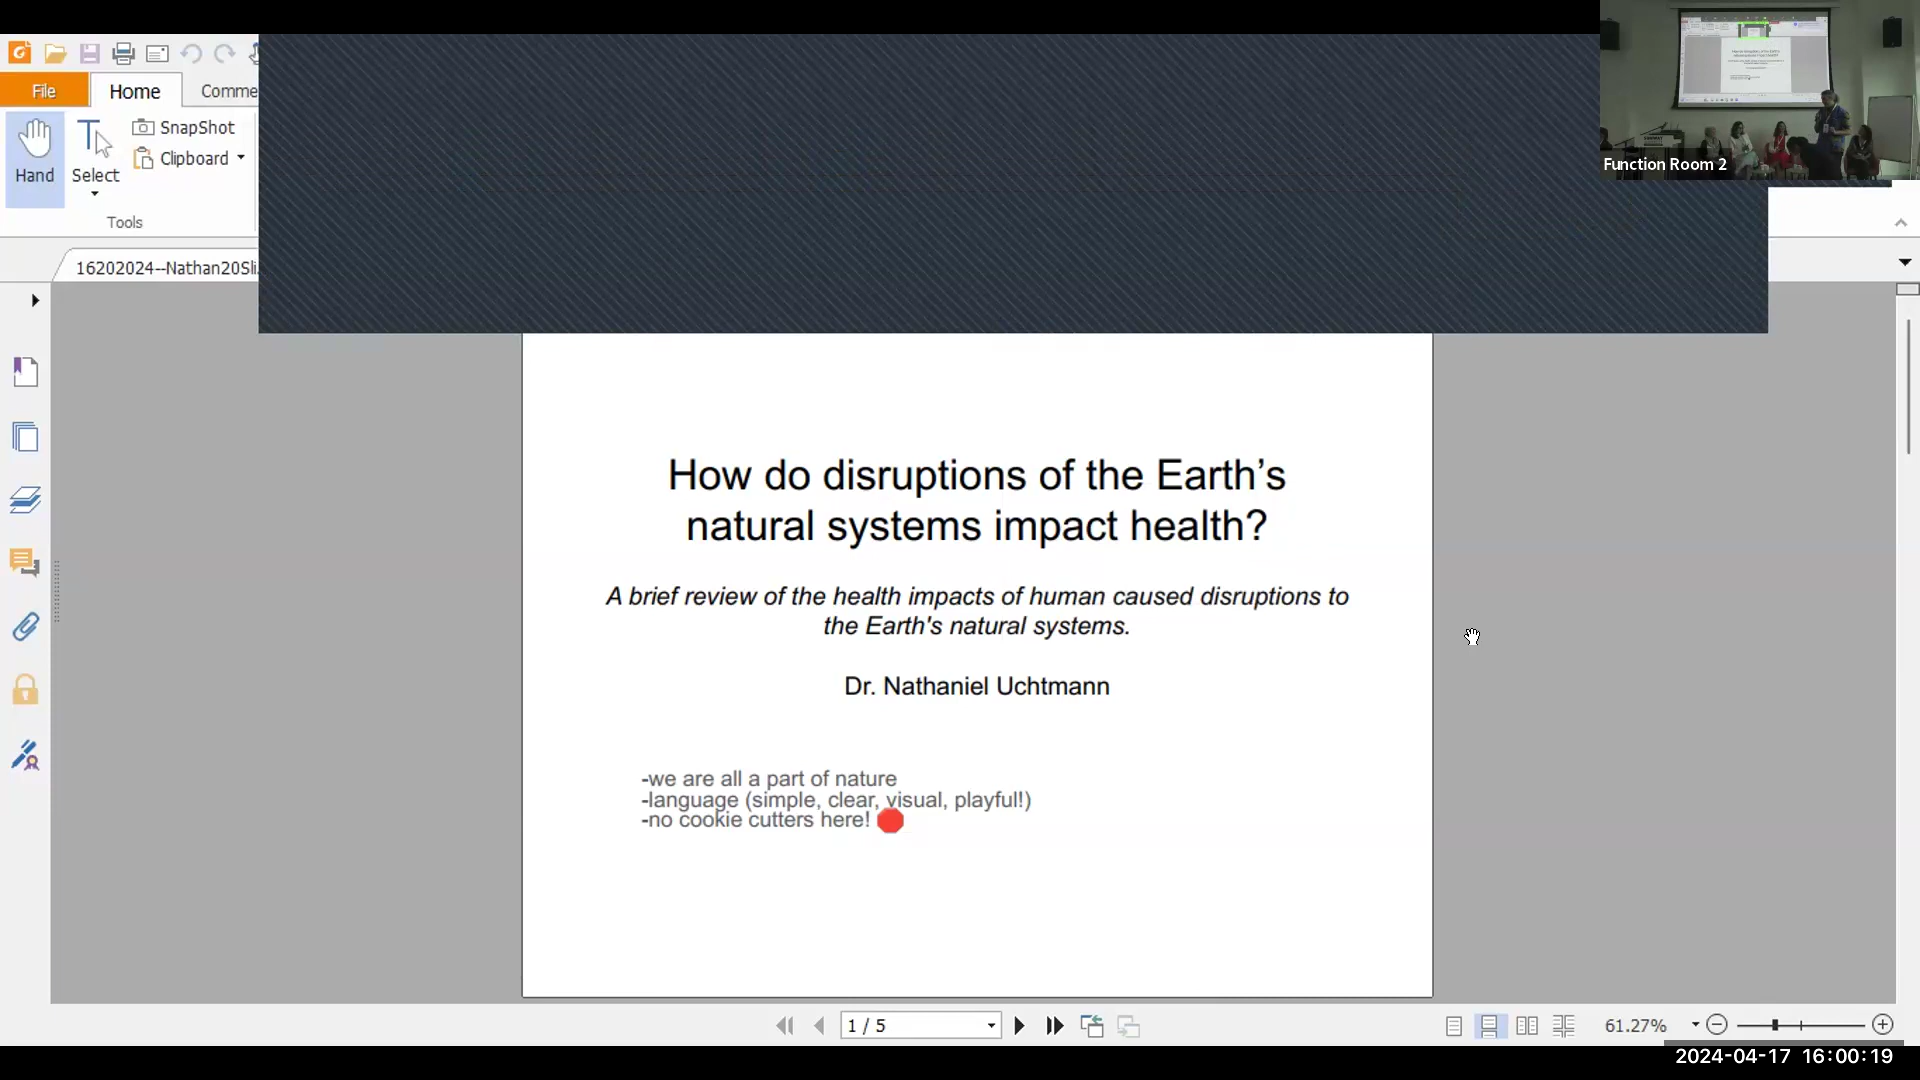 Function Room 2
File
Home
Comme
Hand
Select
SnapShot
Clipboard
Tools
16202024--Nathan20Sli
How do disruptions of the Earth’s
natural systems impact health?
A brief review of the health impacts of human caused disruptions to
the Earth's natural systems.
Dr. Nathaniel Uchtmann
-we are all a part of nature
-language (simple, clear, visual, playful!)
-no cookie cutters here!
1 / 5
61.27%
2024-04-17 16:00:19